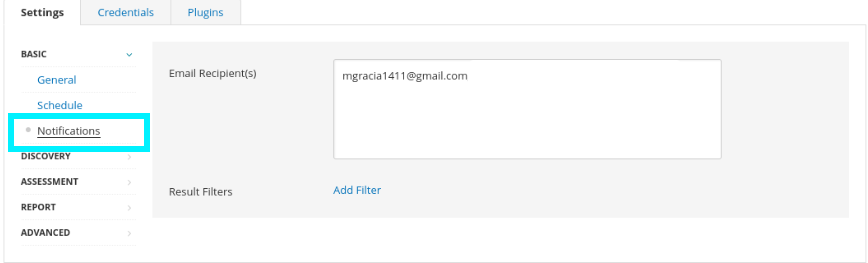 Settings Credentials Plugins
BASIC
General
Schedule
Notifications
DISCOVERY
ASSESSMENT
REPORT
ADVANCED
Email Recipient(s) mgracia1411@gmail.com
Result Filters Add Filter